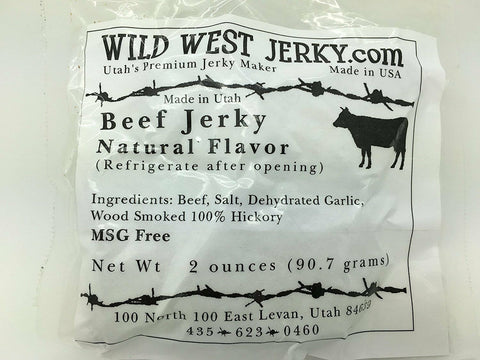 WILD WEST JERKY.com
Utah's Premium Jerky Maker Made in USA
Made in Utah
Beef Jerky
Natural Flavor
(Refrigerate after opening)
Ingredients: Beef, Salt, Dehydrated Garlic,
Wood Smoked 100% Hickory
MSG Free
Net Wt 2 ounces (90.7 grams)
100 North 100 East Levan, Utah
435 623 0460